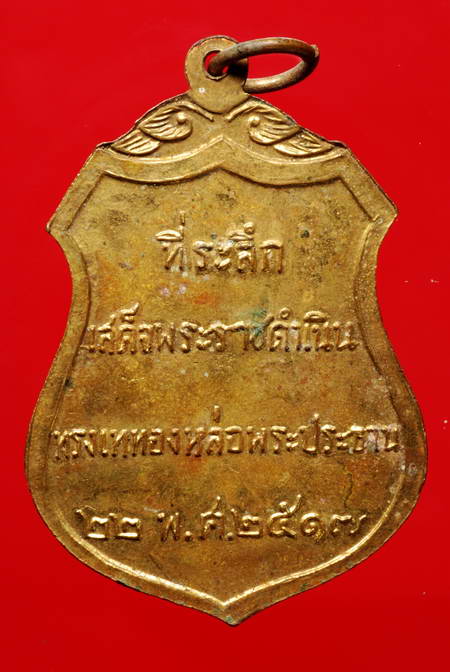 ที่ระลึก
เสด็จพระราชดำเนิน
ทรงเททองหล่อพระประธาน
๒๒ พ.ศ.๒๕๑๗